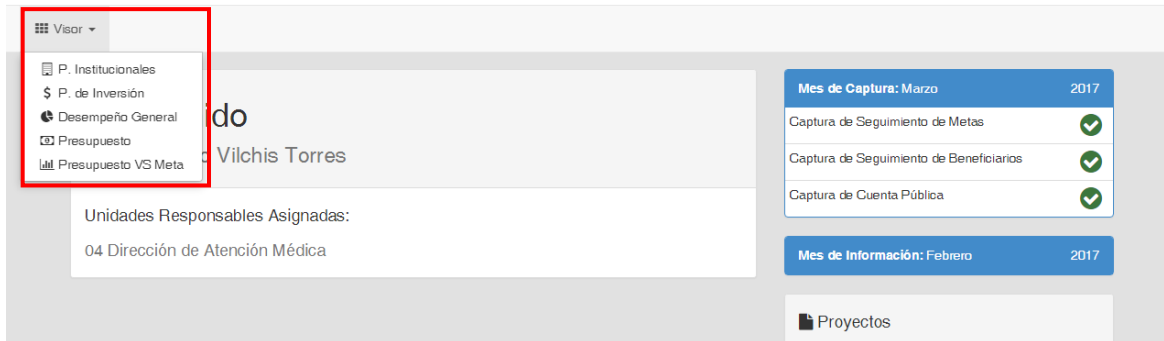 Visor
P. Institucionales
P. de Inversión
Desempeño General
Presupuesto
Presupuesto VS Meta
ido
Vilchis Torres
Unidades Responsables Asignadas:
04 Dirección de Atención Médica
Mes de Captura: Marzo 2017
Captura de Seguimiento de Metas
Captura de Seguimiento de Beneficiarios
Captura de Cuenta Pública
Mes de Información: Febrero 2017
Proyectos